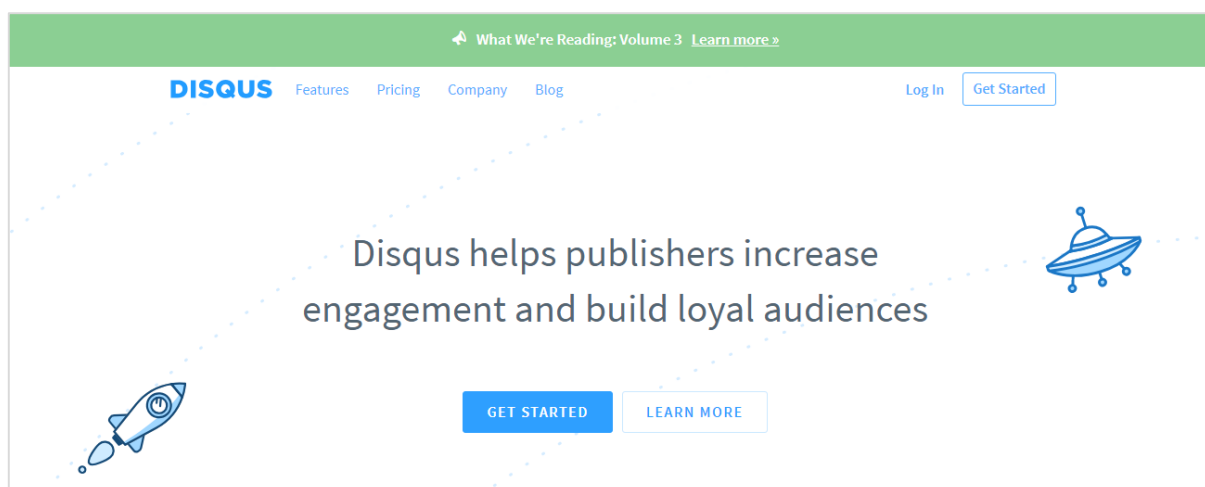 What We're Reading: Volume 3 Learn more »
DISQUS Features Pricing Company Blog Log In Get Started
Disqus helps publishers increase
engagement and build loyal audiences
GET STARTED LEARN MORE